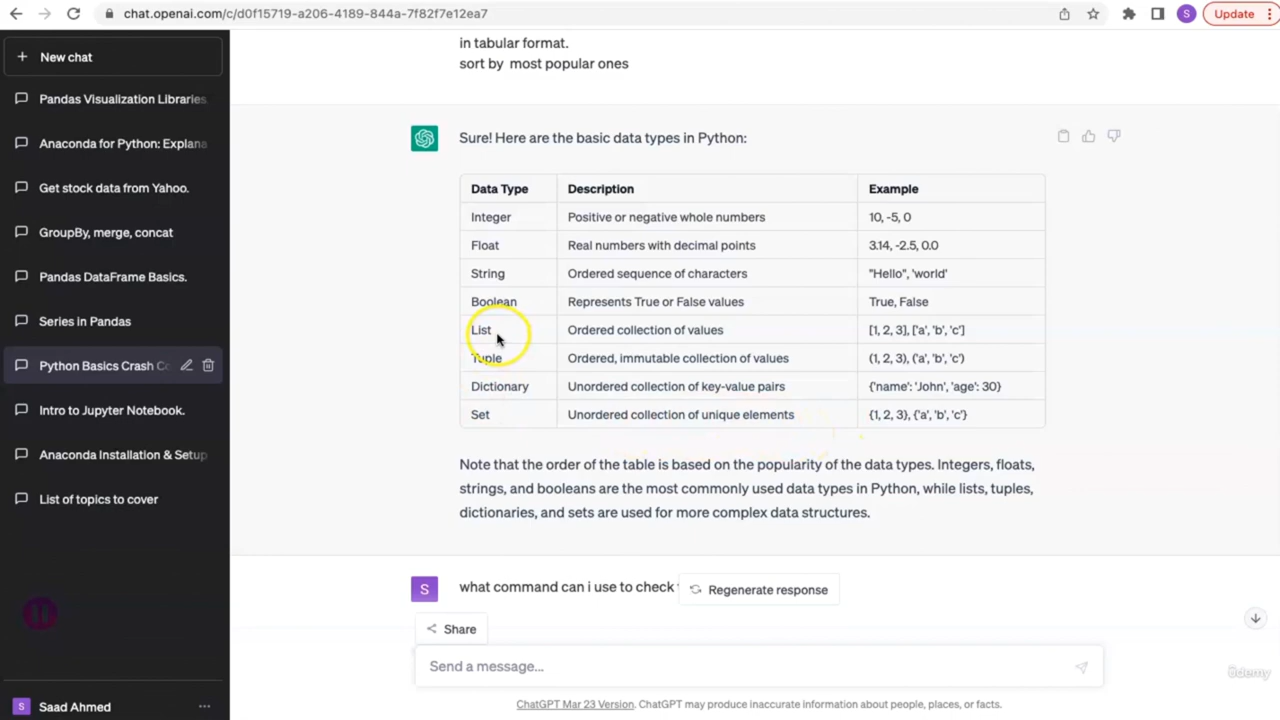 chat.openai.com/c/d0f15719-a206-4189-844a-7f82f7e12ea7
S
Update
New chat
Pandas Visualization Libraries
Anaconda for Python: Explana
Get stock data from Yahoo.
GroupBy, merge, concat
Pandas DataFrame Basics.
Series in Pandas
Python Basics Crash Co
Intro to Jupyter Notebook.
Anaconda Installation & Setup
List of topics to cover
S Saad Ahmed ...
in tabular format.
sort by most popular ones
Sure! Here are the basic data types in Python:
Data Type Description Example
Integer Positive or negative whole numbers 10, -5, 0
Float Real numbers with decimal points 3.14, -2.5, 0.0
String Ordered sequence of characters "Hello", 'world'
Boolean Represents True or False values True, False
List Ordered collection of values [1, 2, 3], ['a', 'b', 'c']
Tuple Ordered, immutable collection of values (1, 2, 3), ('a', 'b', 'c')
Dictionary Unordered collection of key-value pairs {'name': 'John', 'age': 30}
Set Unordered collection of unique elements {1, 2, 3}, {'a', 'b', 'c'}
Note that the order of the table is based on the popularity of the data types. Integers, floats,
strings, and booleans are the most commonly used data types in Python, while lists, tuples,
dictionaries, and sets are used for more complex data structures.
S what command can i use to check
Regenerate response
Share
Send a message...
ChatGPT Mar 23 Version. ChatGPT may produce inaccurate information about people, places, or facts.
ûdemy